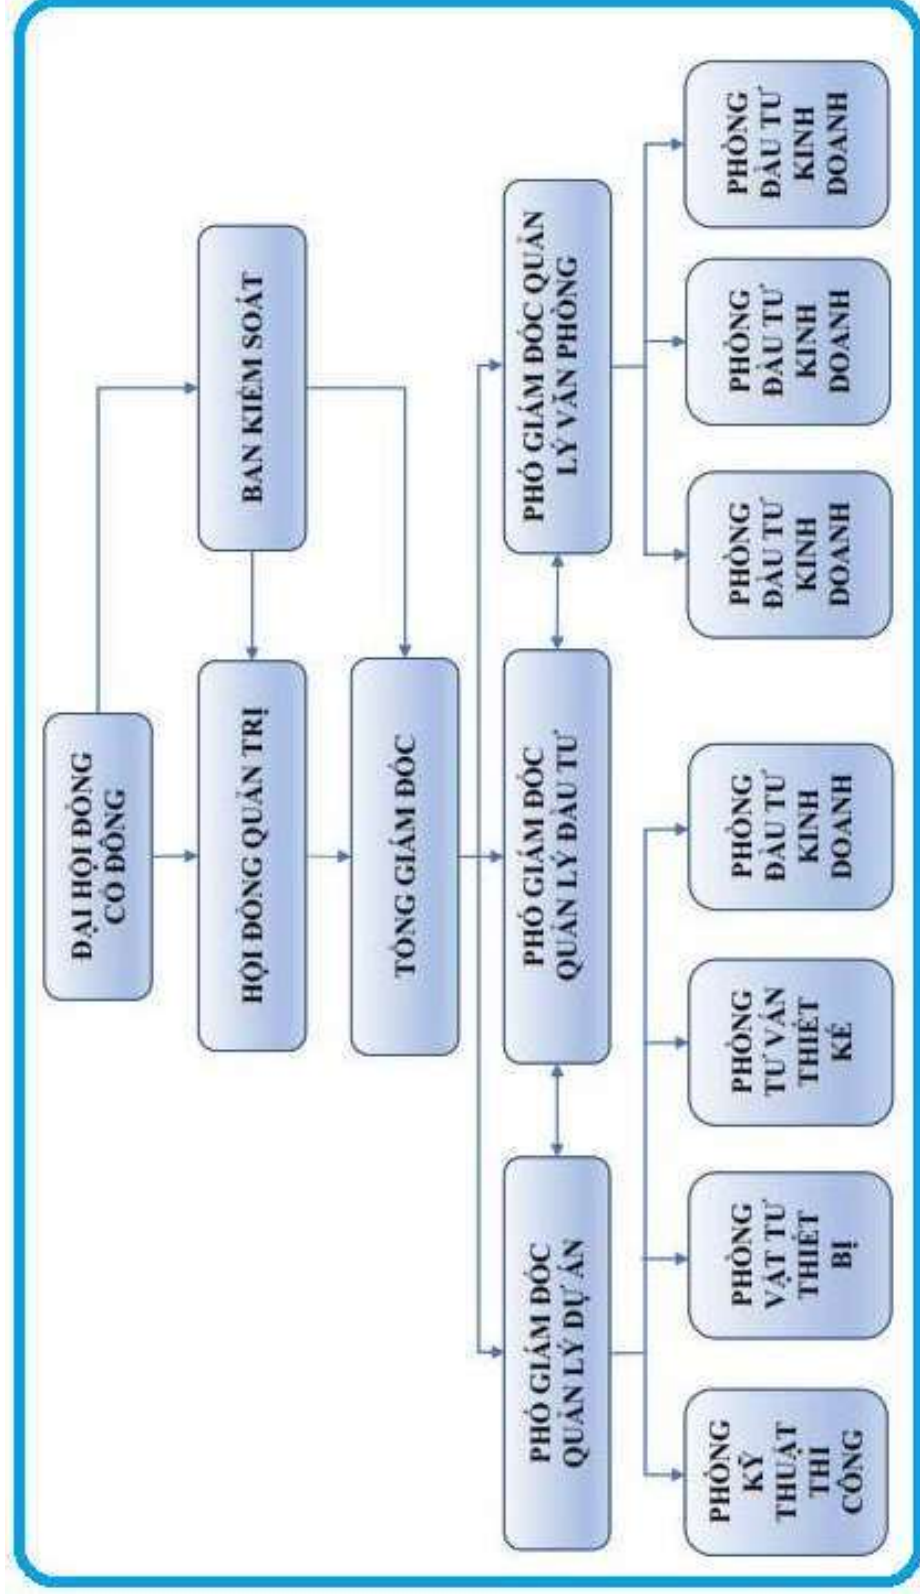 ĐẠI HỘI ĐỒNG
CỔ ĐÔNG
BAN KIỂM SOÁT
HỘI ĐỒNG QUẢN TRỊ
TỔNG GIÁM ĐỐC
PHÓ GIÁM ĐỐC
QUẢN LÝ DỰ ÁN
PHÓ GIÁM ĐỐC
QUẢN LÝ ĐẦU TƯ
PHÓ GIÁM ĐỐC QUẢN
LÝ VĂN PHÒNG
PHÒNG
KỸ
THUẬT
THI
CÔNG
PHÒNG
VẬT TƯ
THIẾT
BỊ
PHÒNG
TƯ VẤN
THIẾT
KẾ
PHÒNG
ĐẦU TƯ
KINH
DOANH
PHÒNG
ĐẦU TƯ
KINH
DOANH
PHÒNG
ĐẦU TƯ
KINH
DOANH
PHÒNG
ĐẦU TƯ
KINH
DOANH